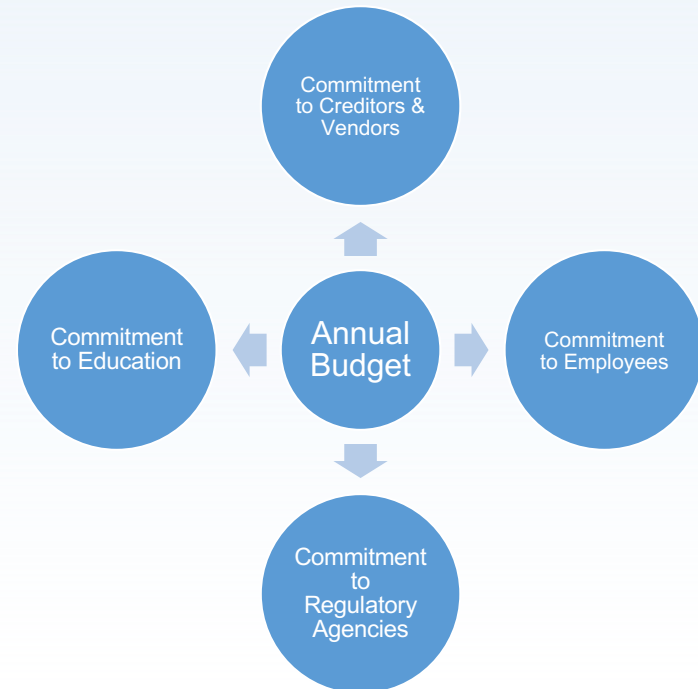 Commitment
to Creditors &
Vendors
Commitment
to Education
Annual
Budget
Commitment
to Employees
Commitment
to
Regulatory
Agencies